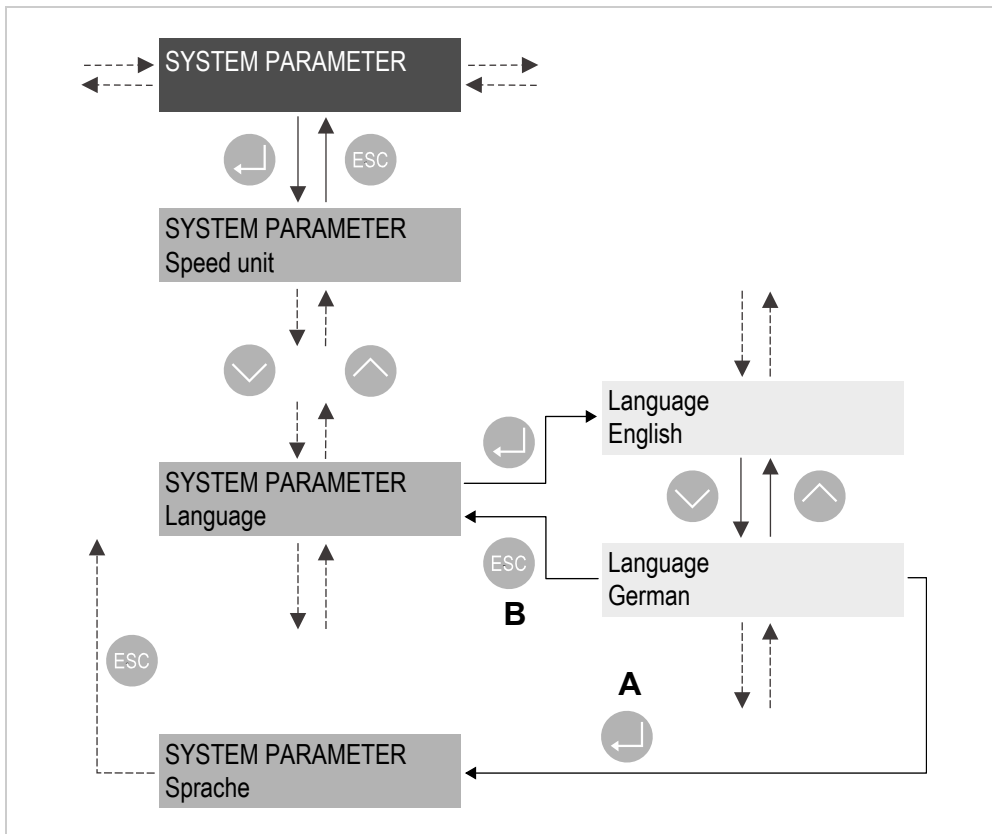 SYSTEM PARAMETER
ESC
SYSTEM PARAMETER
Speed unit
Language
English
SYSTEM PARAMETER
Language
ESC
B
Language
German
ESC
A
SYSTEM PARAMETER
Sprache